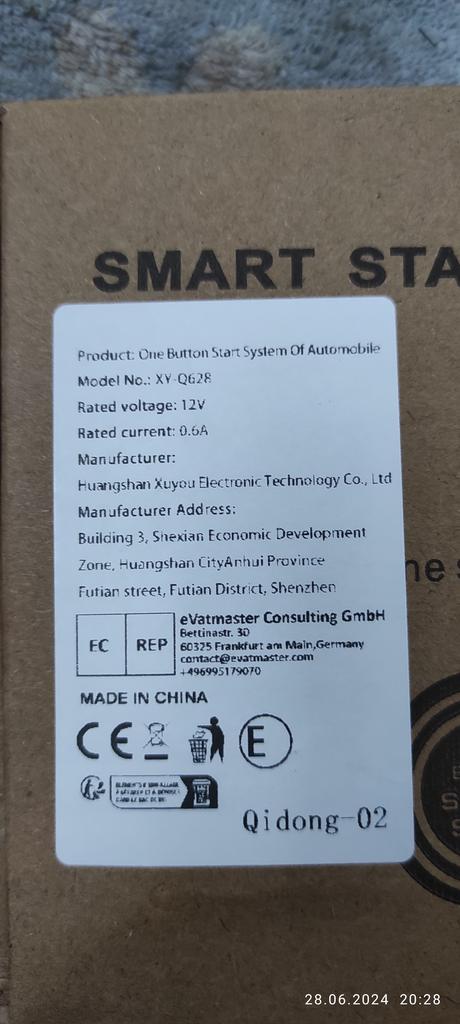 SMART STA
Product: One Button Start System Of Automobile
Model No.: XY-Q628
Rated voltage: 12V
Rated current: 0.6A
Manufacturer:
Huangshan Xuyou Electronic Technology Co., Ltd
Manufacturer Address:
Building 3, Shexian Economic Development
Zone, Huangshan CityAnhui Province
Futian street, Futian District, Shenzhen
he s
EC REP
eVatmaster Consulting GmbH
Bettinastr. 30
60325 Frankfurt am Main,Germany
contact@evatmaster.com
+496995179070
MADE IN CHINA
CE E
Qidong-02
28.06.2024 20:28